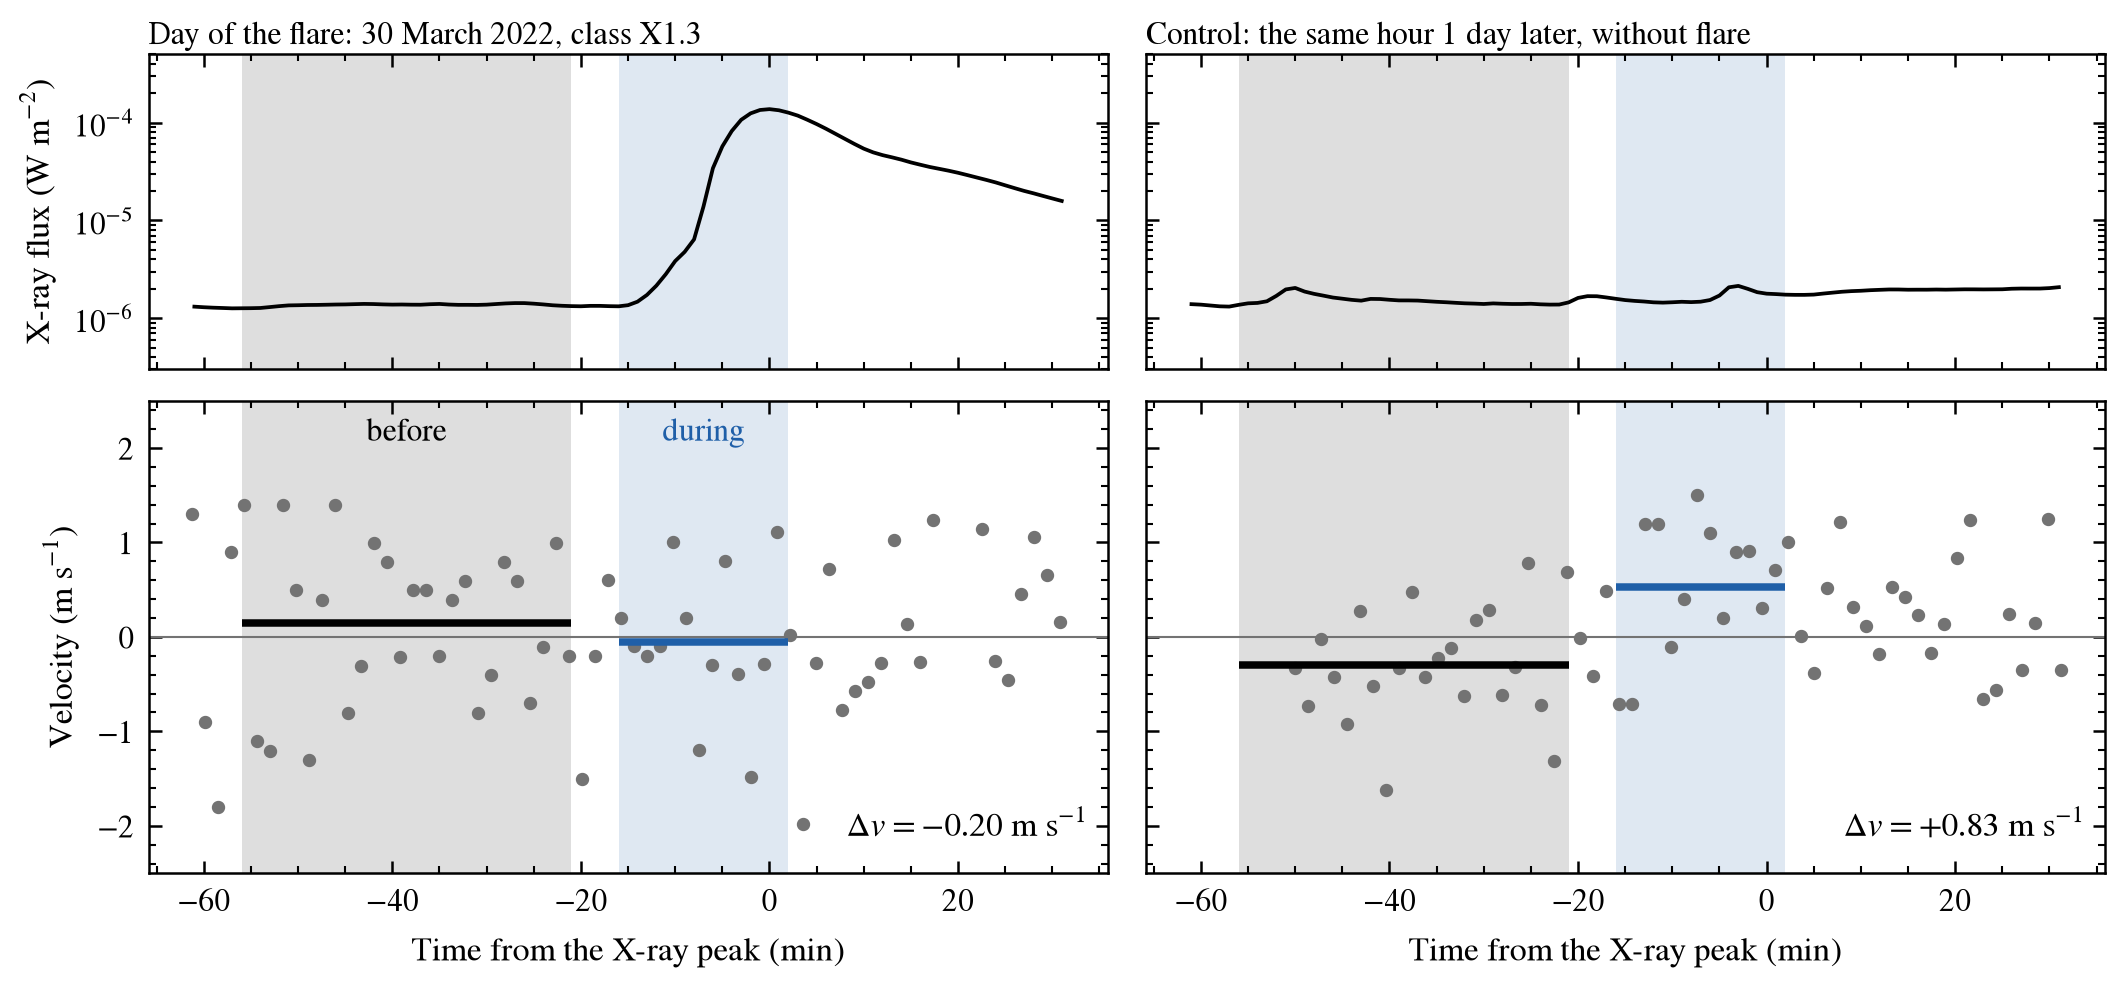 Day of the flare: 30 March 2022, class X1.3
Control: the same hour 1 day later, without flare
X-ray flux (W m⁻²)
10⁻⁴
10⁻⁵
10⁻⁶
before
during
Velocity (m s⁻¹)
2
1
0
−1
−2
Δv = −0.20 m s⁻¹
Δv = +0.83 m s⁻¹
−60 −40 −20 0 20
−60 −40 −20 0 20
Time from the X-ray peak (min)
Time from the X-ray peak (min)